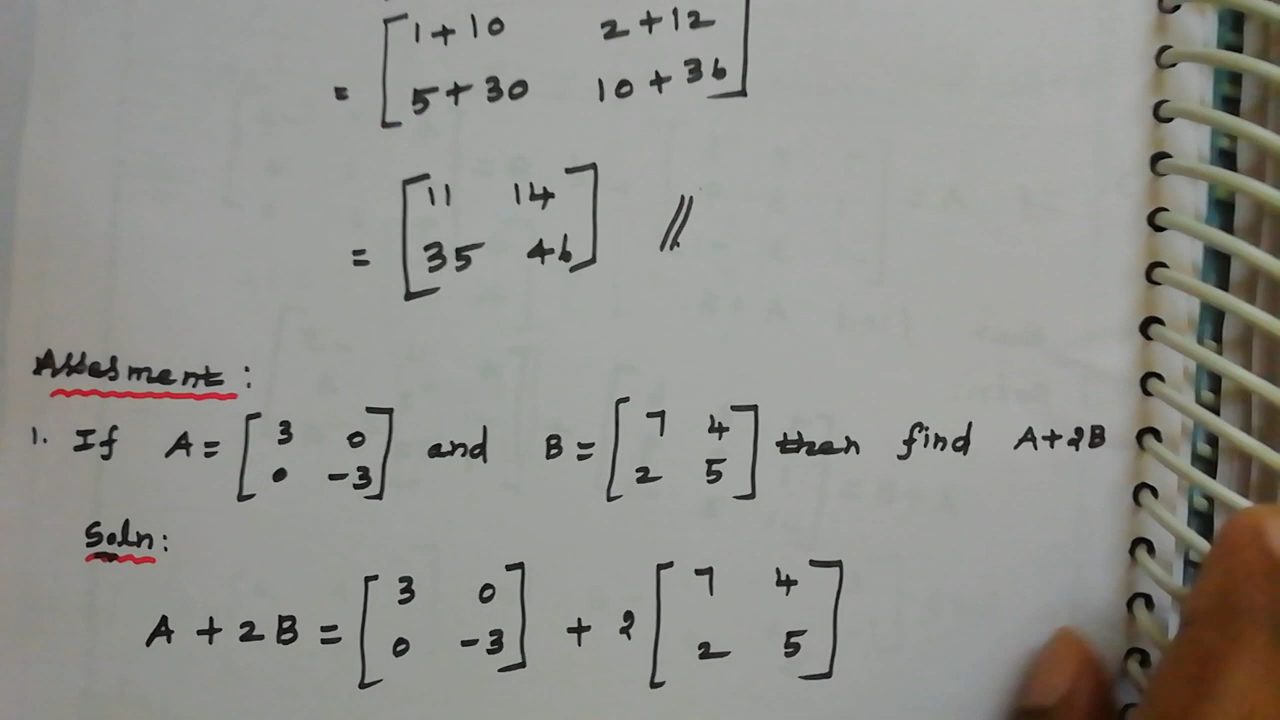 = [1+10 2+12
5+30 10+36]
= [11 14
35 46] //
Assesment:
1. If A = [3 0
0 -3] and B = [7 4
2 5] then find A+2B
Soln:
A + 2B = [3 0
0 -3] + 2 [7 4
2 5]